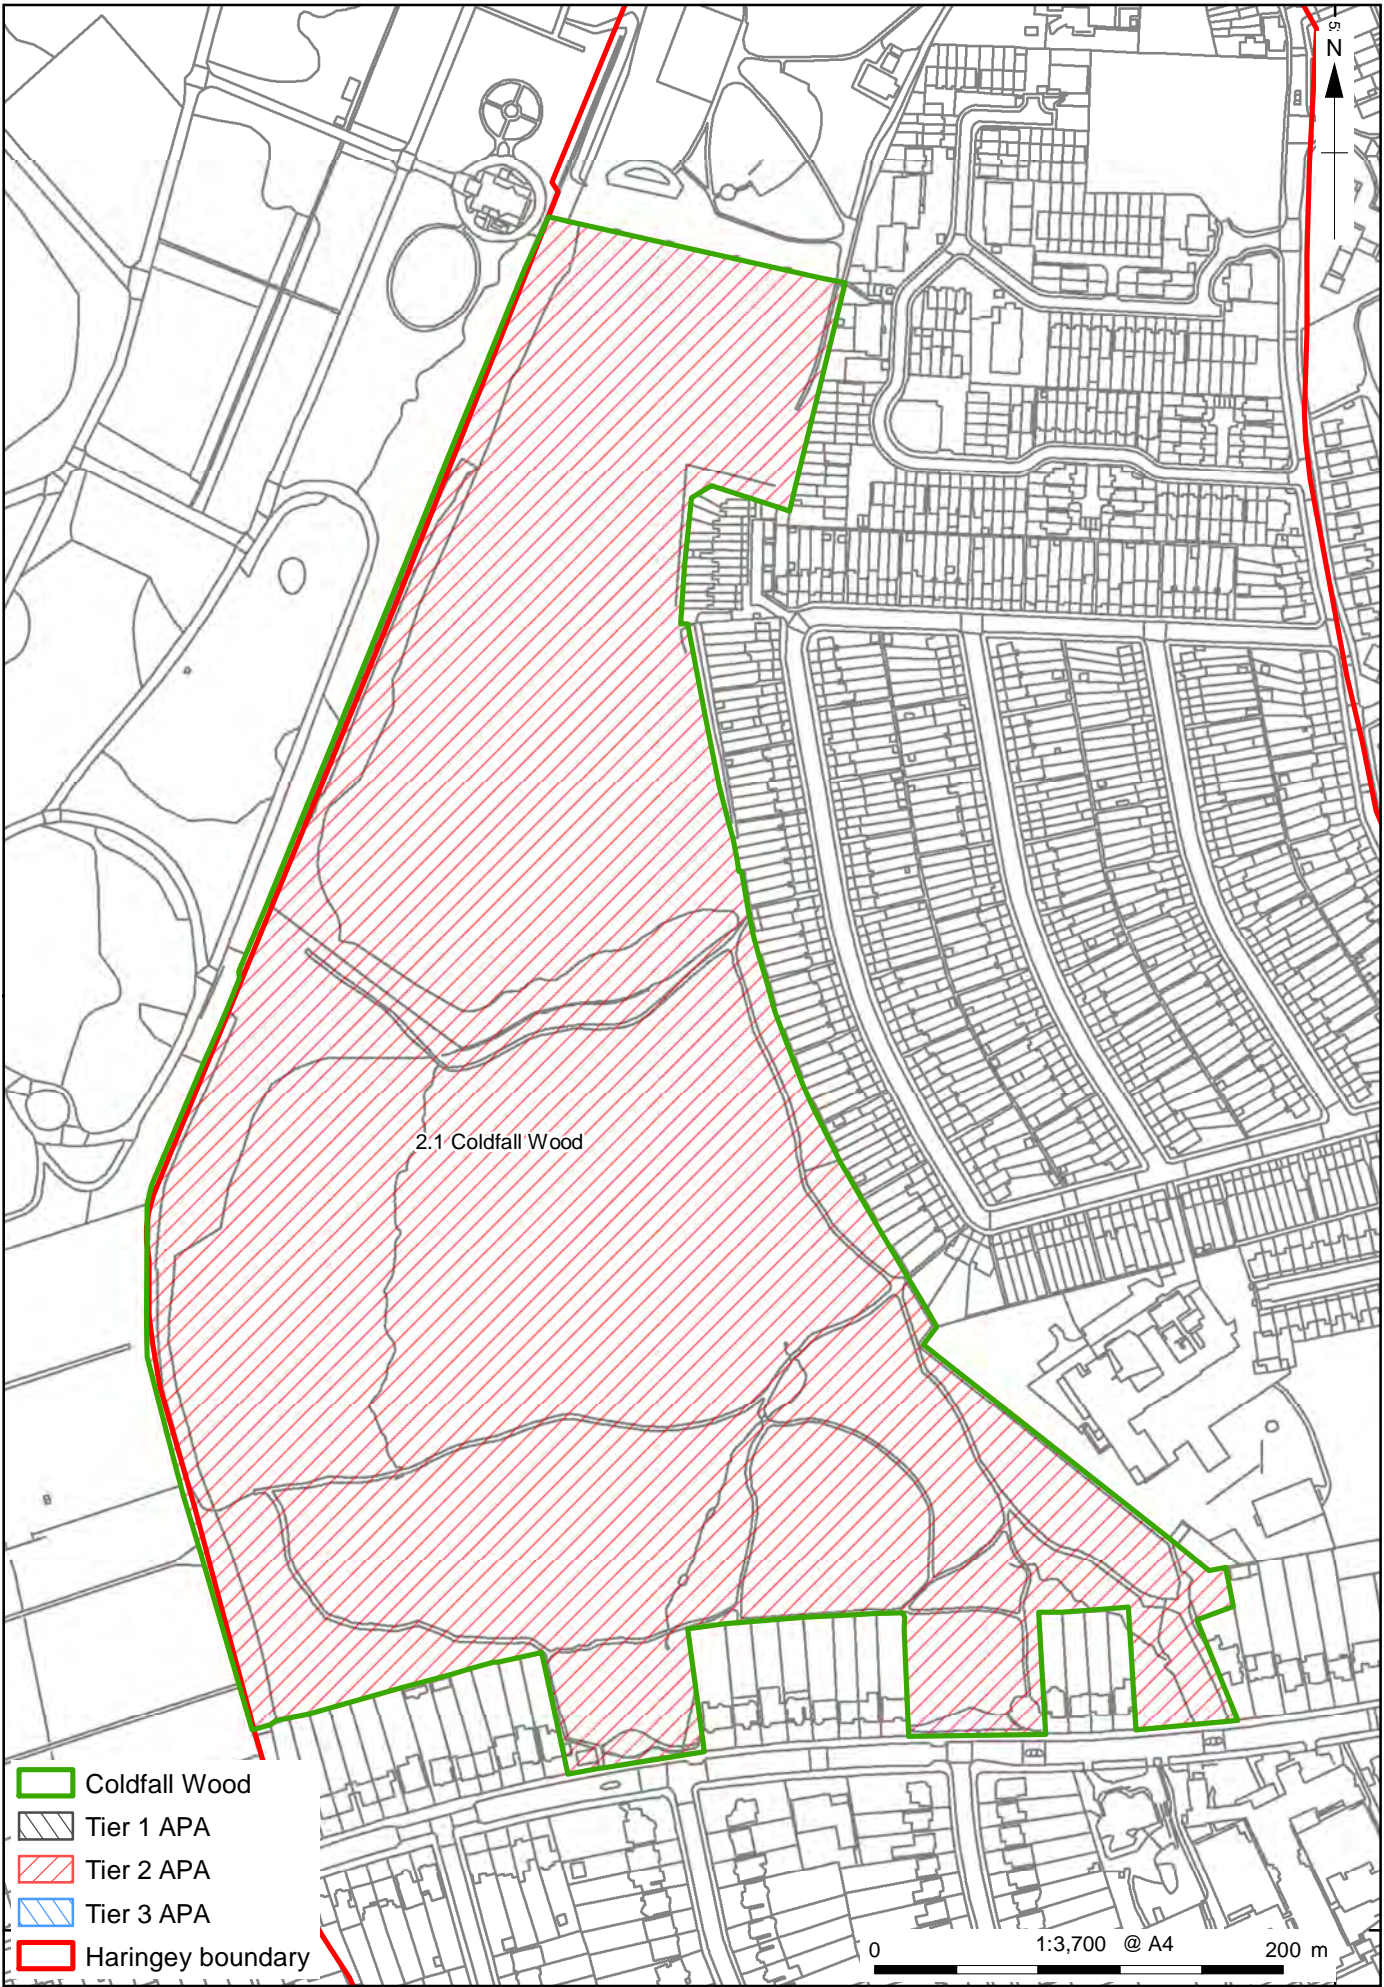 N
2.1 Coldfall Wood
Coldfall Wood
Tier 1 APA
Tier 2 APA
Tier 3 APA
Haringey boundary
0 1:3,700 @ A4 200 m